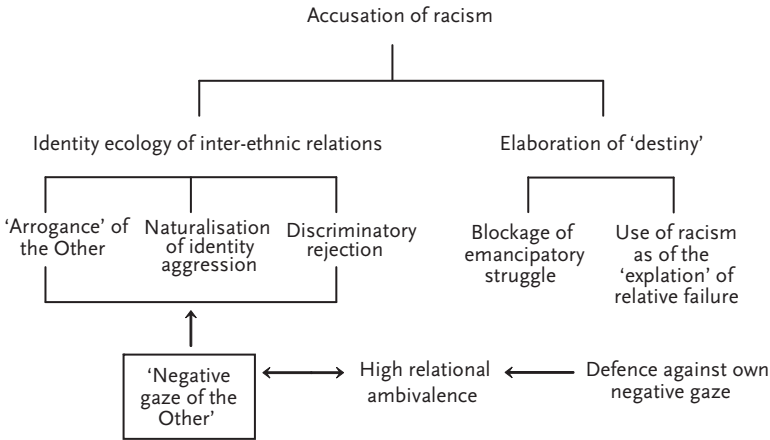 Accusation of racism
Identity ecology of inter-ethnic relations
Elaboration of ‘destiny’
‘Arrogance’ of
the Other
Naturalisation
of identity
aggression
Discriminatory
rejection
Blockage of
emancipatory
struggle
Use of racism
as of the
‘explation’ of
relative failure
‘Negative
gaze of the
Other’
High relational
ambivalence
Defence against own
negative gaze